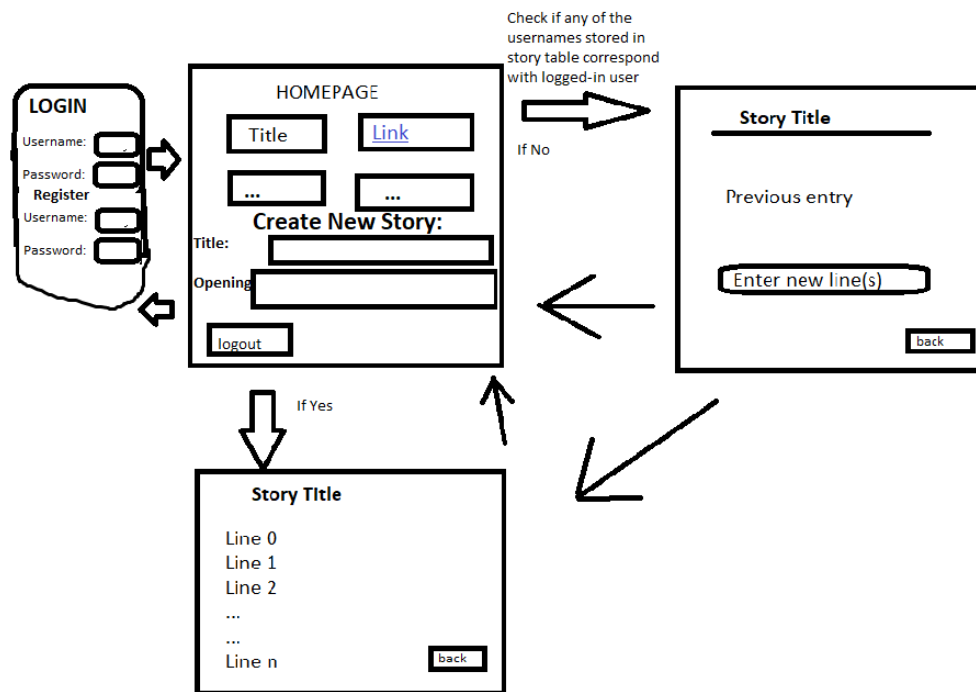 Check if any of the
usernames stored in
story table correspond
with logged-in user
If No
LOGIN
Username:
Password:
Register
Username:
Password:
HOMEPAGE
Title
Link
...
...
Create New Story:
Title:
Opening
logout
Story Title
Previous entry
Enter new line(s)
back
If Yes
Story TItle
Line 0
Line 1
Line 2
...
...
Line n
back